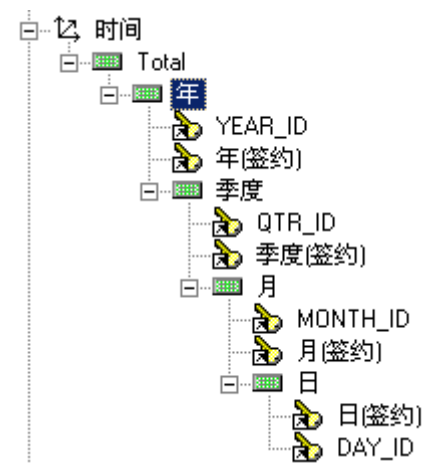 时间
Total
年
YEAR_ID
年(签约)
季度
QTR_ID
季度(签约)
月
MONTH_ID
月(签约)
日
日(签约)
DAY_ID